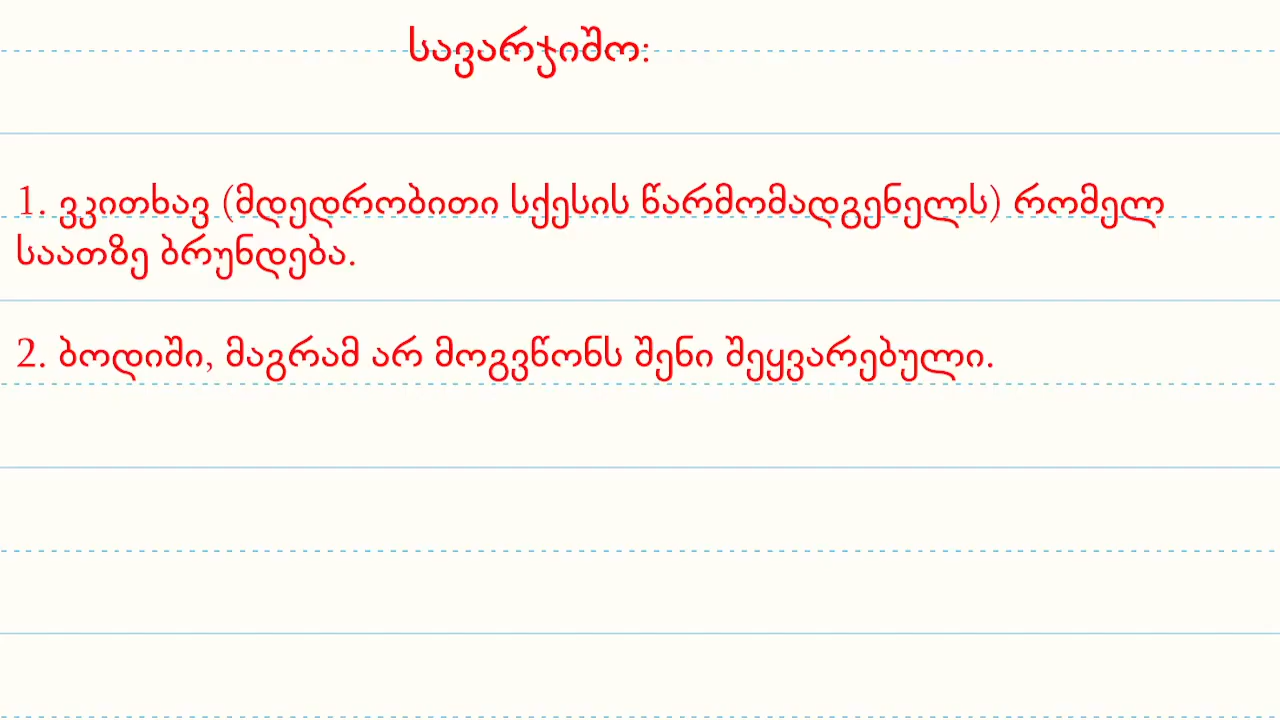 სავარჯიშო:
1. ვკითხავ (მდედრობითი სქესის წარმომადგენელს) რომელ
საათზე ბრუნდება.
2. ბოდიში, მაგრამ არ მოგვწონს შენი შეყვარებული.